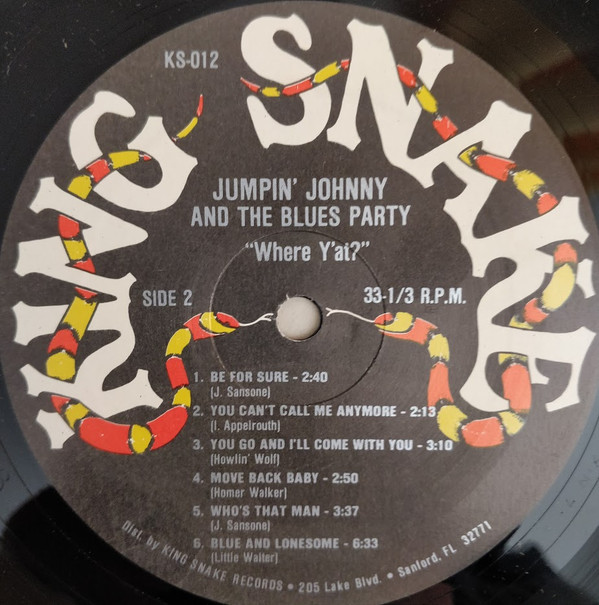 KS-012
KING SNAKE
JUMPIN' JOHNNY
AND THE BLUES PARTY
"Where Y'at?"
SIDE 2
33-1/3 R.P.M.
1. BE FOR SURE - 2:40
(J. Sansone)
2. YOU CAN'T CALL ME ANYMORE - 2:13
(I. Appelrouth)
3. YOU GO AND I'LL COME WITH YOU - 3:10
(Howlin' Wolf)
4. MOVE BACK BABY - 2:50
(Homer Walker)
5. WHO'S THAT MAN - 3:37
(J. Sansone)
6. BLUE AND LONESOME - 6:33
(Little Walter)
Dist. by KING SNAKE RECORDS • 205 Lake Blvd. • Sanford, FL 32771